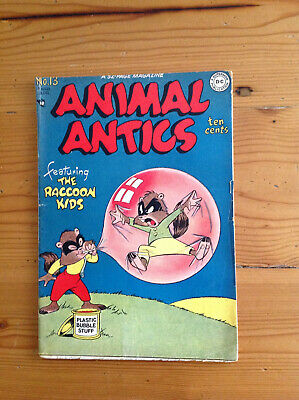 No. 13
A 52-PAGE MAGAZINE
DC
ANIMAL
ANTICS
ten
cents
featuring
THE
RACCOON
KIDS
PLASTIC
BUBBLE
STUFF